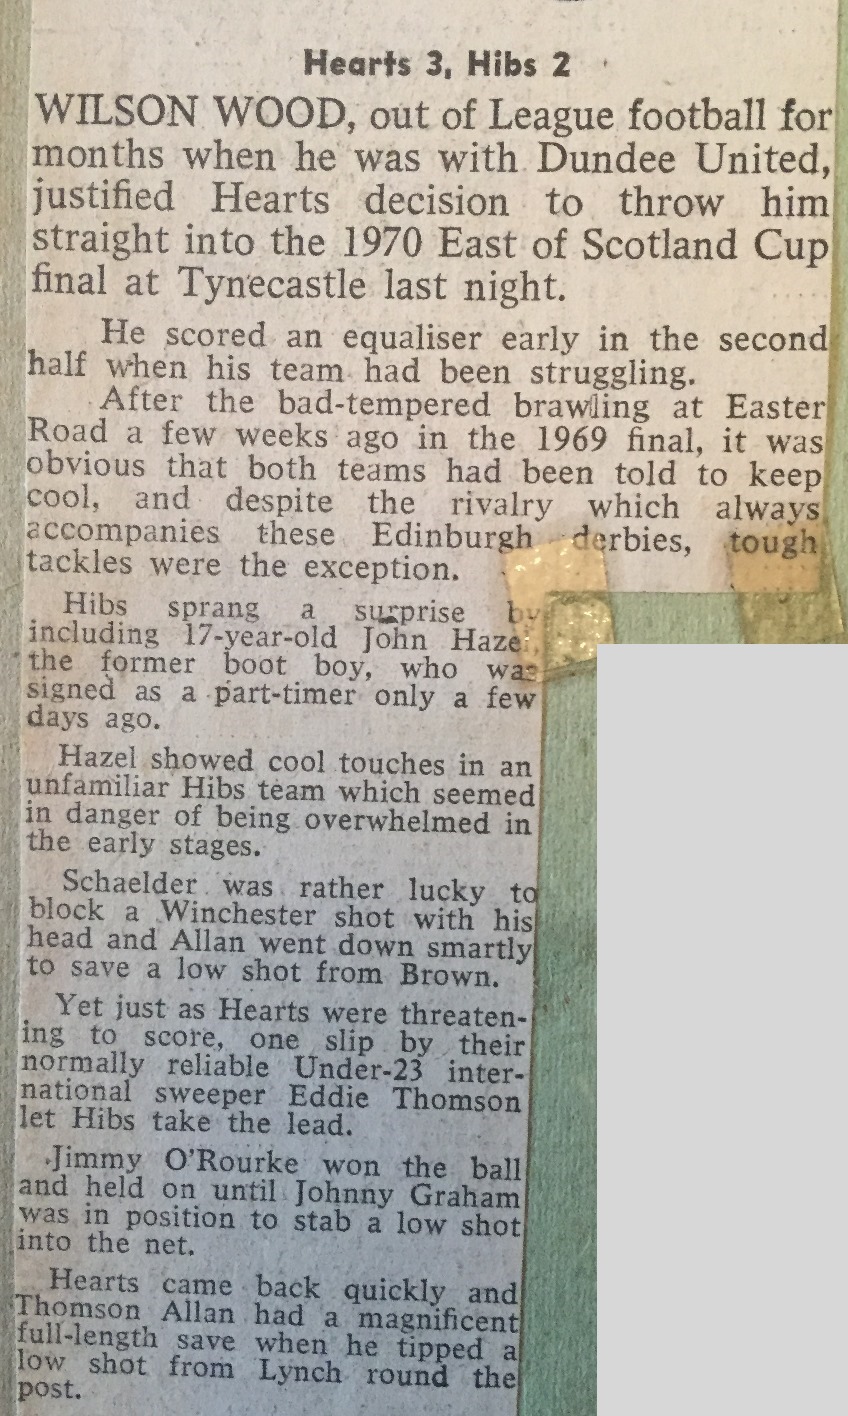 Hearts 3, Hibs 2
WILSON WOOD, out of League football for
months when he was with Dundee United,
justified Hearts decision to throw him
straight into the 1970 East of Scotland Cup
final at Tynecastle last night.
He scored an equaliser early in the second
half when his team had been struggling.
After the bad-tempered brawling at Easter
Road a few weeks ago in the 1969 final, it was
obvious that both teams had been told to keep
cool, and despite the rivalry which always
accompanies these Edinburgh derbies, tough
tackles were the exception.
Hibs sprang a surprise by
including 17-year-old John Hazel,
the former boot boy, who was
signed as a part-timer only a few
days ago.
Hazel showed cool touches in an
unfamiliar Hibs team which seemed
in danger of being overwhelmed in
the early stages.
Schaelder was rather lucky to
block a Winchester shot with his
head and Allan went down smartly
to save a low shot from Brown.
Yet just as Hearts were threaten-
ing to score, one slip by their
normally reliable Under-23 inter-
national sweeper Eddie Thomson
let Hibs take the lead.
Jimmy O'Rourke won the ball
and held on until Johnny Graham
was in position to stab a low shot
into the net.
Hearts came back quickly and
Thomson Allan had a magnificent
full-length save when he tipped a
low shot from Lynch round the
post.